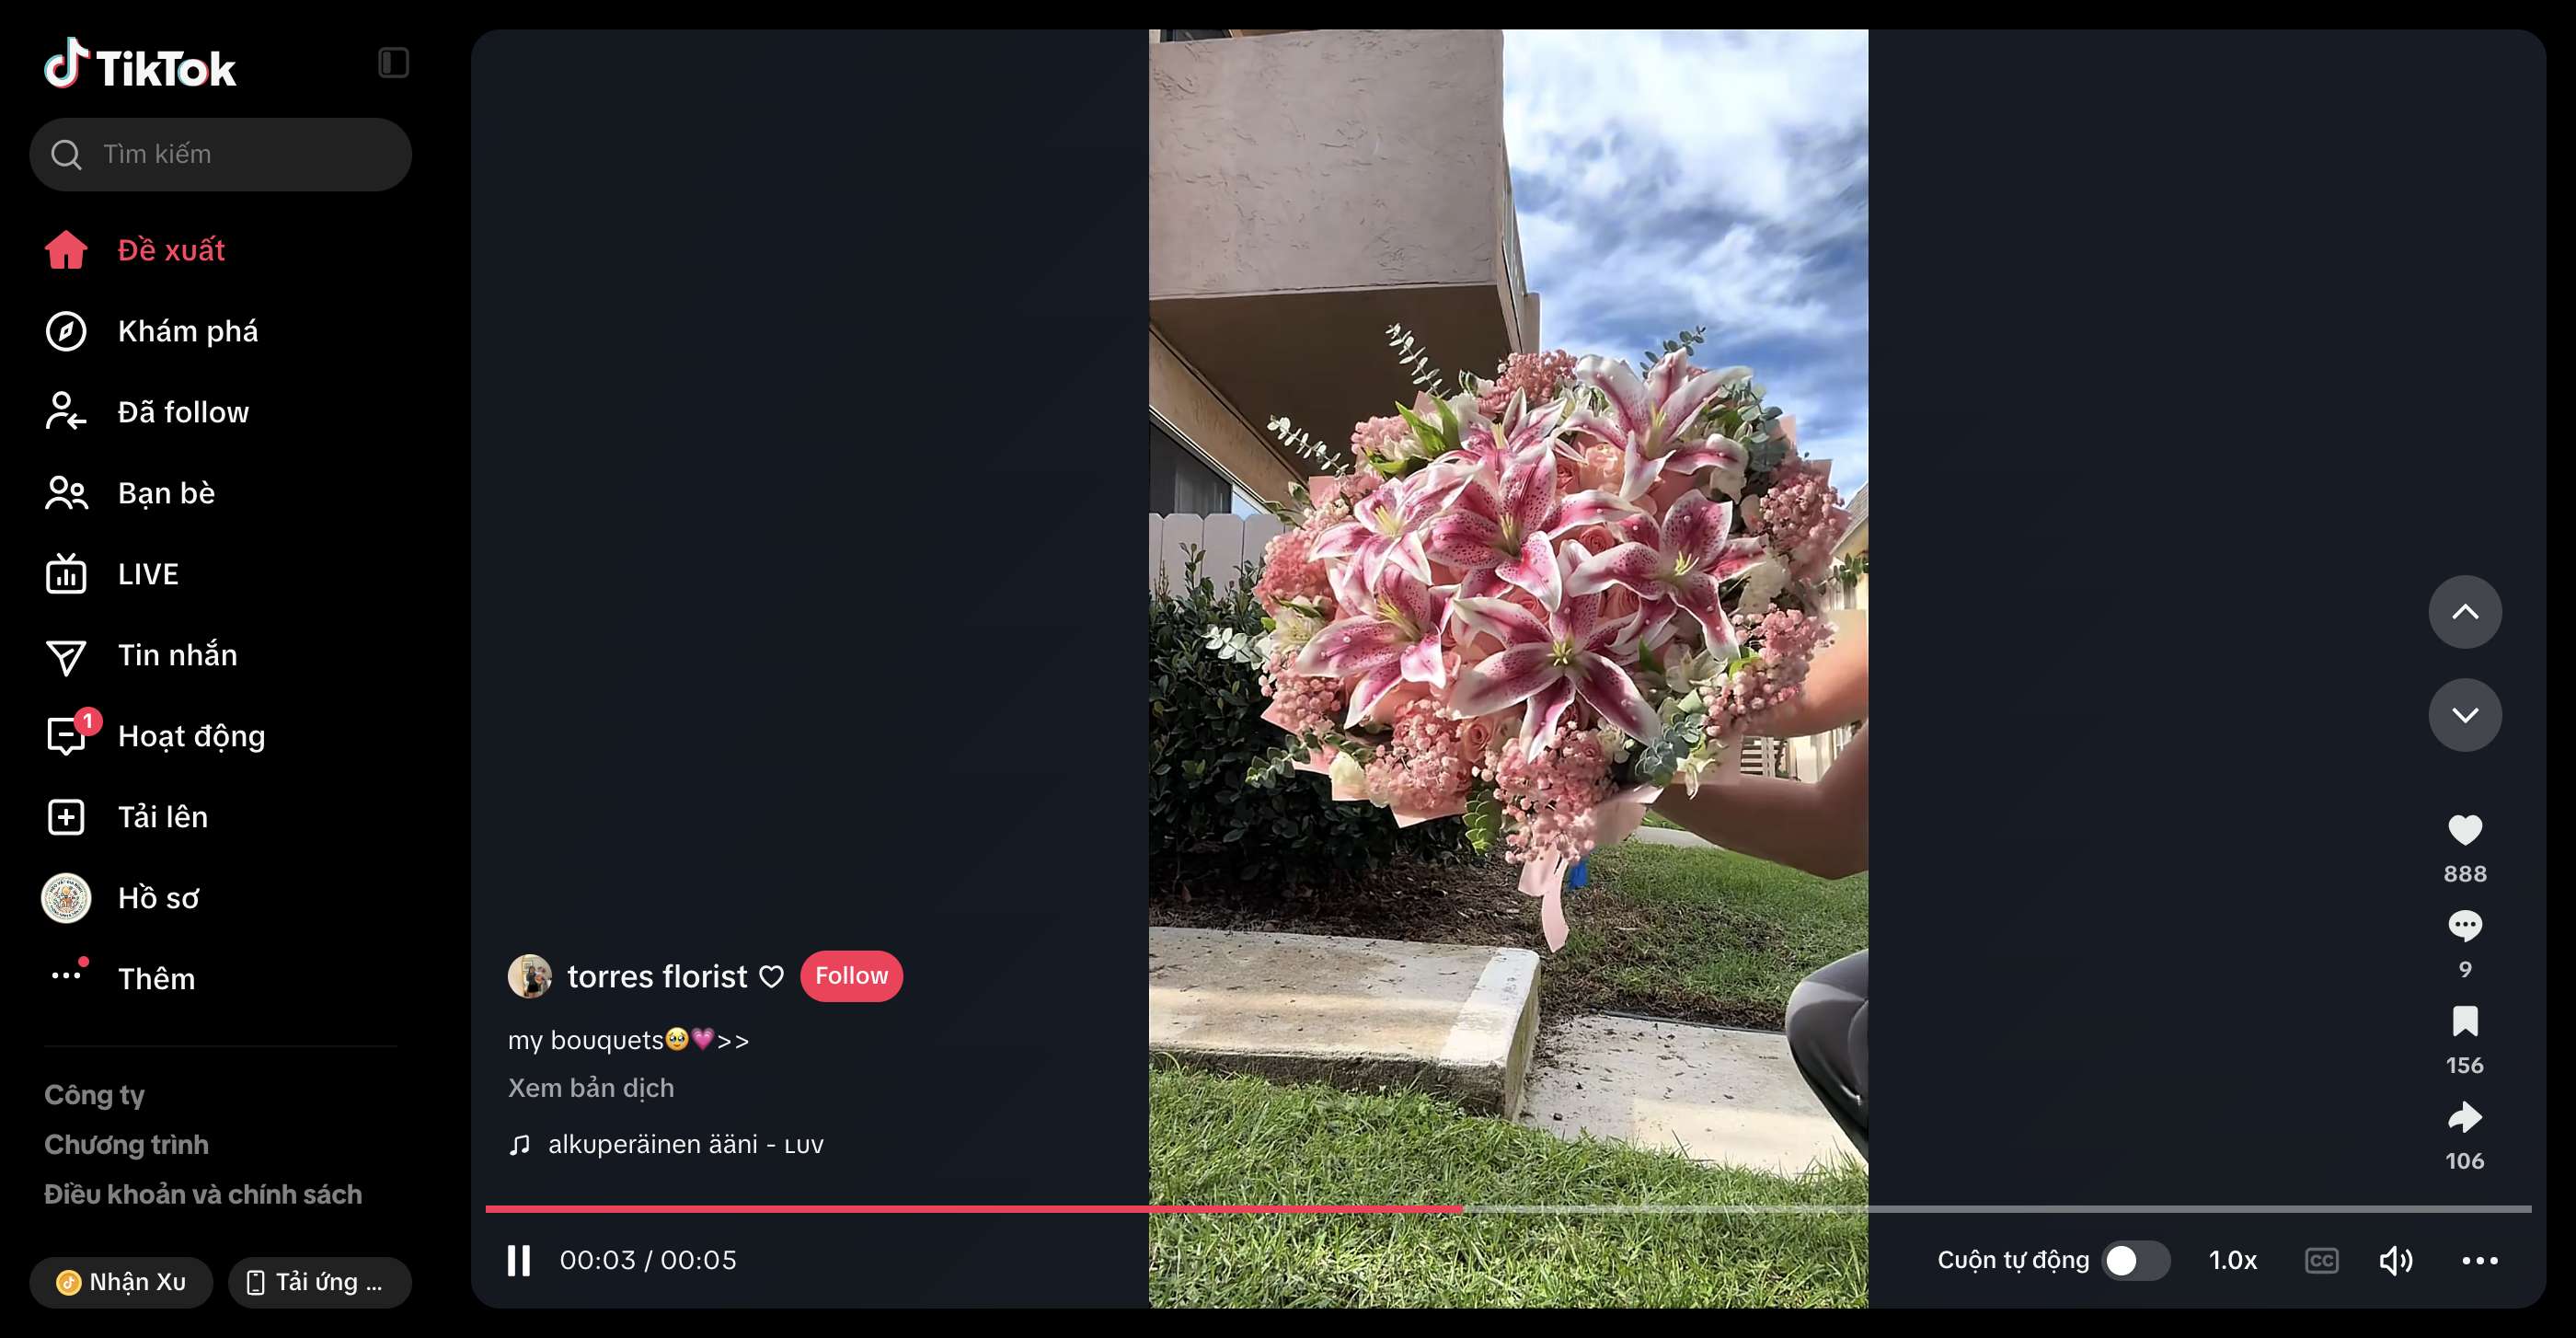 TikTok
Tìm kiếm
Đề xuất
Khám phá
Đã follow
Bạn bè
LIVE
Tin nhắn
1
Hoạt động
Tải lên
Hồ sơ
Thêm
Công ty
Chương trình
Điều khoản và chính sách
Nhận Xu
Tải ứng ...
torres florist ♡
Follow
my bouquets🥹💗>>
Xem bản dịch
alkuperäinen ääni - ʟᴜᴠ
00:03 / 00:05
888
9
156
106
Cuộn tự động
1.0x
CC